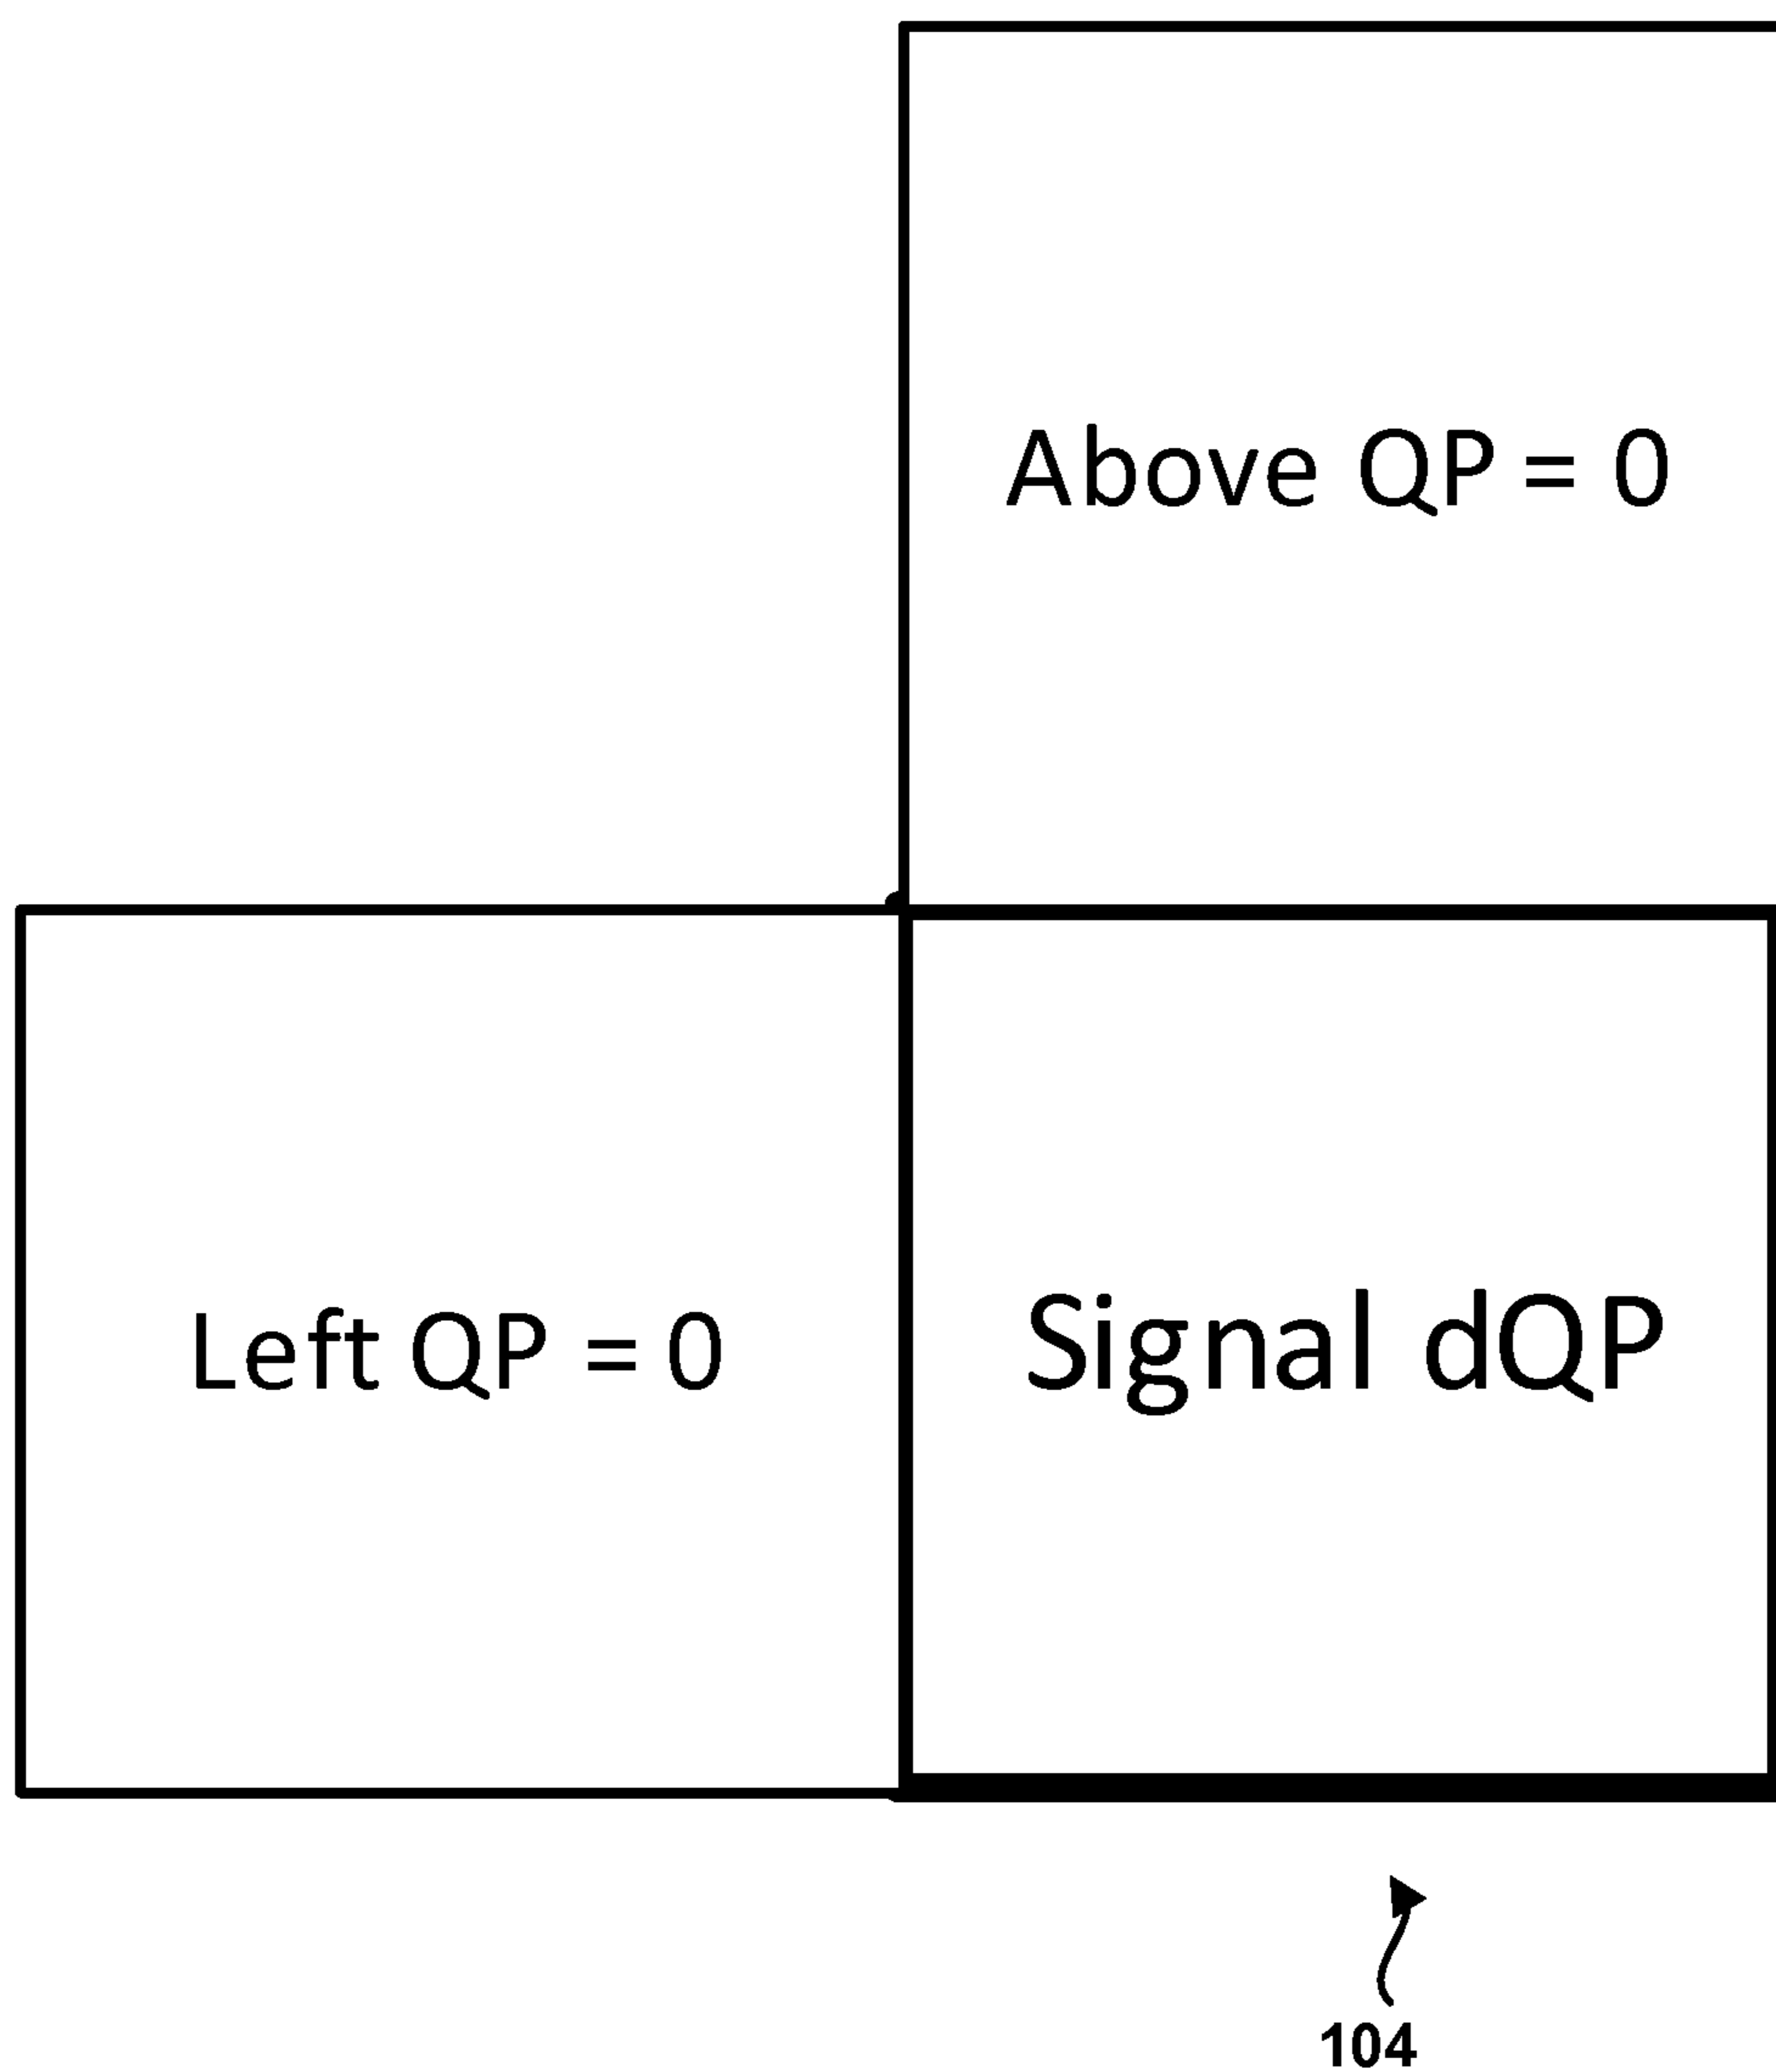 Above QP = 0
Left QP = 0
Signal dQP
104